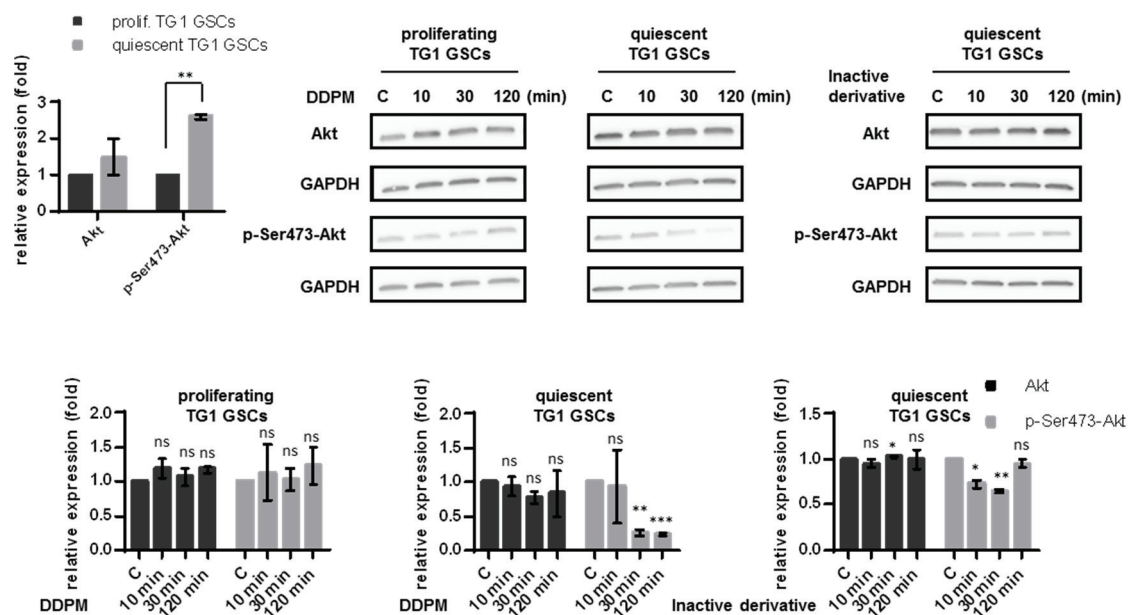 prolif. TG1 GSCs
quiescent TG1 GSCs
relative expression (fold)
3
2
1
0
**
Akt
p-Ser473-Akt
proliferating
TG1 GSCs
quiescent
TG1 GSCs
quiescent
TG1 GSCs
DDPM C 10 30 120 (min) C 10 30 120 (min)
Inactive
derivative C 10 30 120 (min)
Akt Akt
GAPDH GAPDH
p-Ser473-Akt p-Ser473-Akt
GAPDH GAPDH
proliferating
TG1 GSCs
relative expression (fold)
2.0
1.5
1.0
0.5
0.0
ns ns ns ns ns ns
C 10 min 30 min 120 min C 10 min 30 min 120 min
DDPM
quiescent
TG1 GSCs
relative expression (fold)
2.0
1.5
1.0
0.5
0.0
ns ns ns ns ** ***
C 10 min 30 min 120 min C 10 min 30 min 120 min
DDPM
quiescent
TG1 GSCs
Akt
p-Ser473-Akt
relative expression (fold)
1.5
1.0
0.5
0.0
ns * ns * ** ns
C 10 min 30 min 120 min C 10 min 30 min 120 min
Inactive derivative